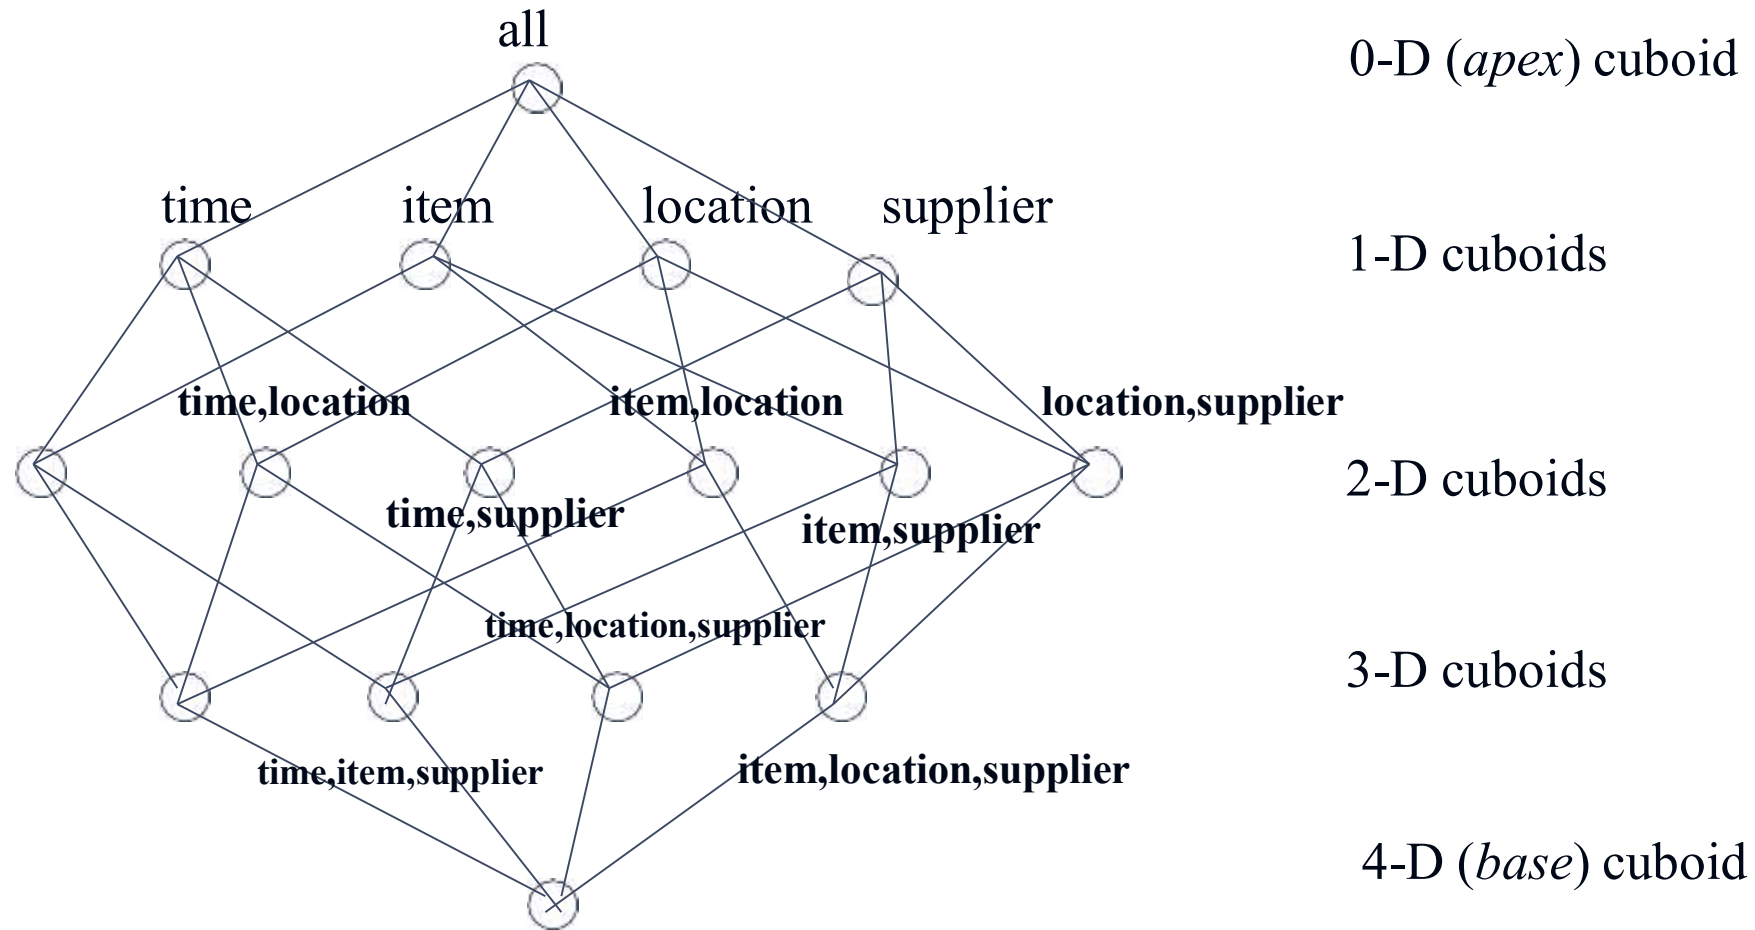 all
0-D (apex) cuboid
time
item
location
supplier
1-D cuboids
time,location
item,location
location,supplier
2-D cuboids
time,supplier
item,supplier
time,location,supplier
3-D cuboids
time,item,supplier
item,location,supplier
4-D (base) cuboid